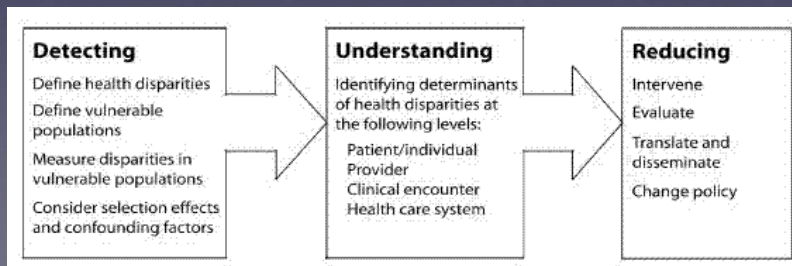 Detecting
Define health disparities
Define vulnerable
populations
Measure disparities in
vulnerable populations
Consider selection effects
and confounding factors
Understanding
Identifying determinants
of health disparities at
the following levels:
Patient/individual
Provider
Clinical encounter
Health care system
Reducing
Intervene
Evaluate
Translate and
disseminate
Change policy